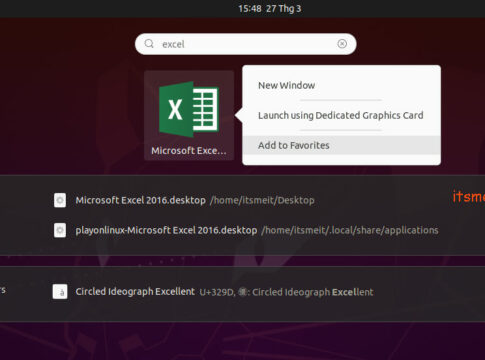 15:48 27 Thg 3
excel
New Window
Launch using Dedicated Graphics Card
Add to Favorites
Microsoft Exce...
Microsoft Excel 2016.desktop /home/itsmeit/Desktop
itsme
playonlinux-Microsoft Excel 2016.desktop /home/itsmeit/.local/share/applications
rs
à Circled Ideograph Excellent U+329D, ㊝: Circled Ideograph Excellent